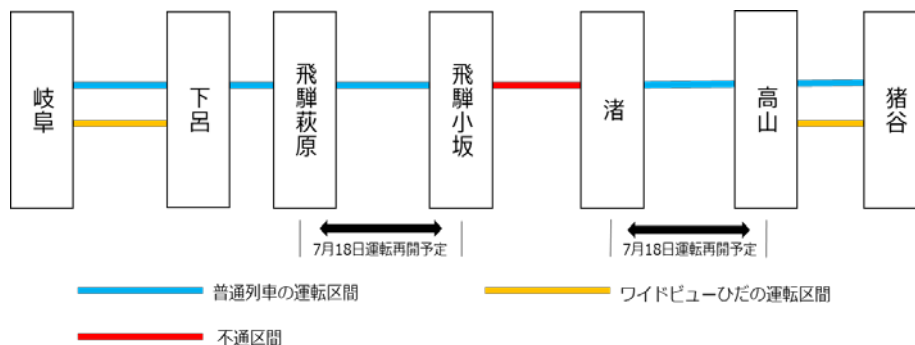 岐阜
下呂
飛騨萩原
飛騨小坂
渚
高山
猪谷
7月18日運転再開予定
7月18日運転再開予定
普通列車の運転区間
ワイドビューひだの運転区間
不通区間